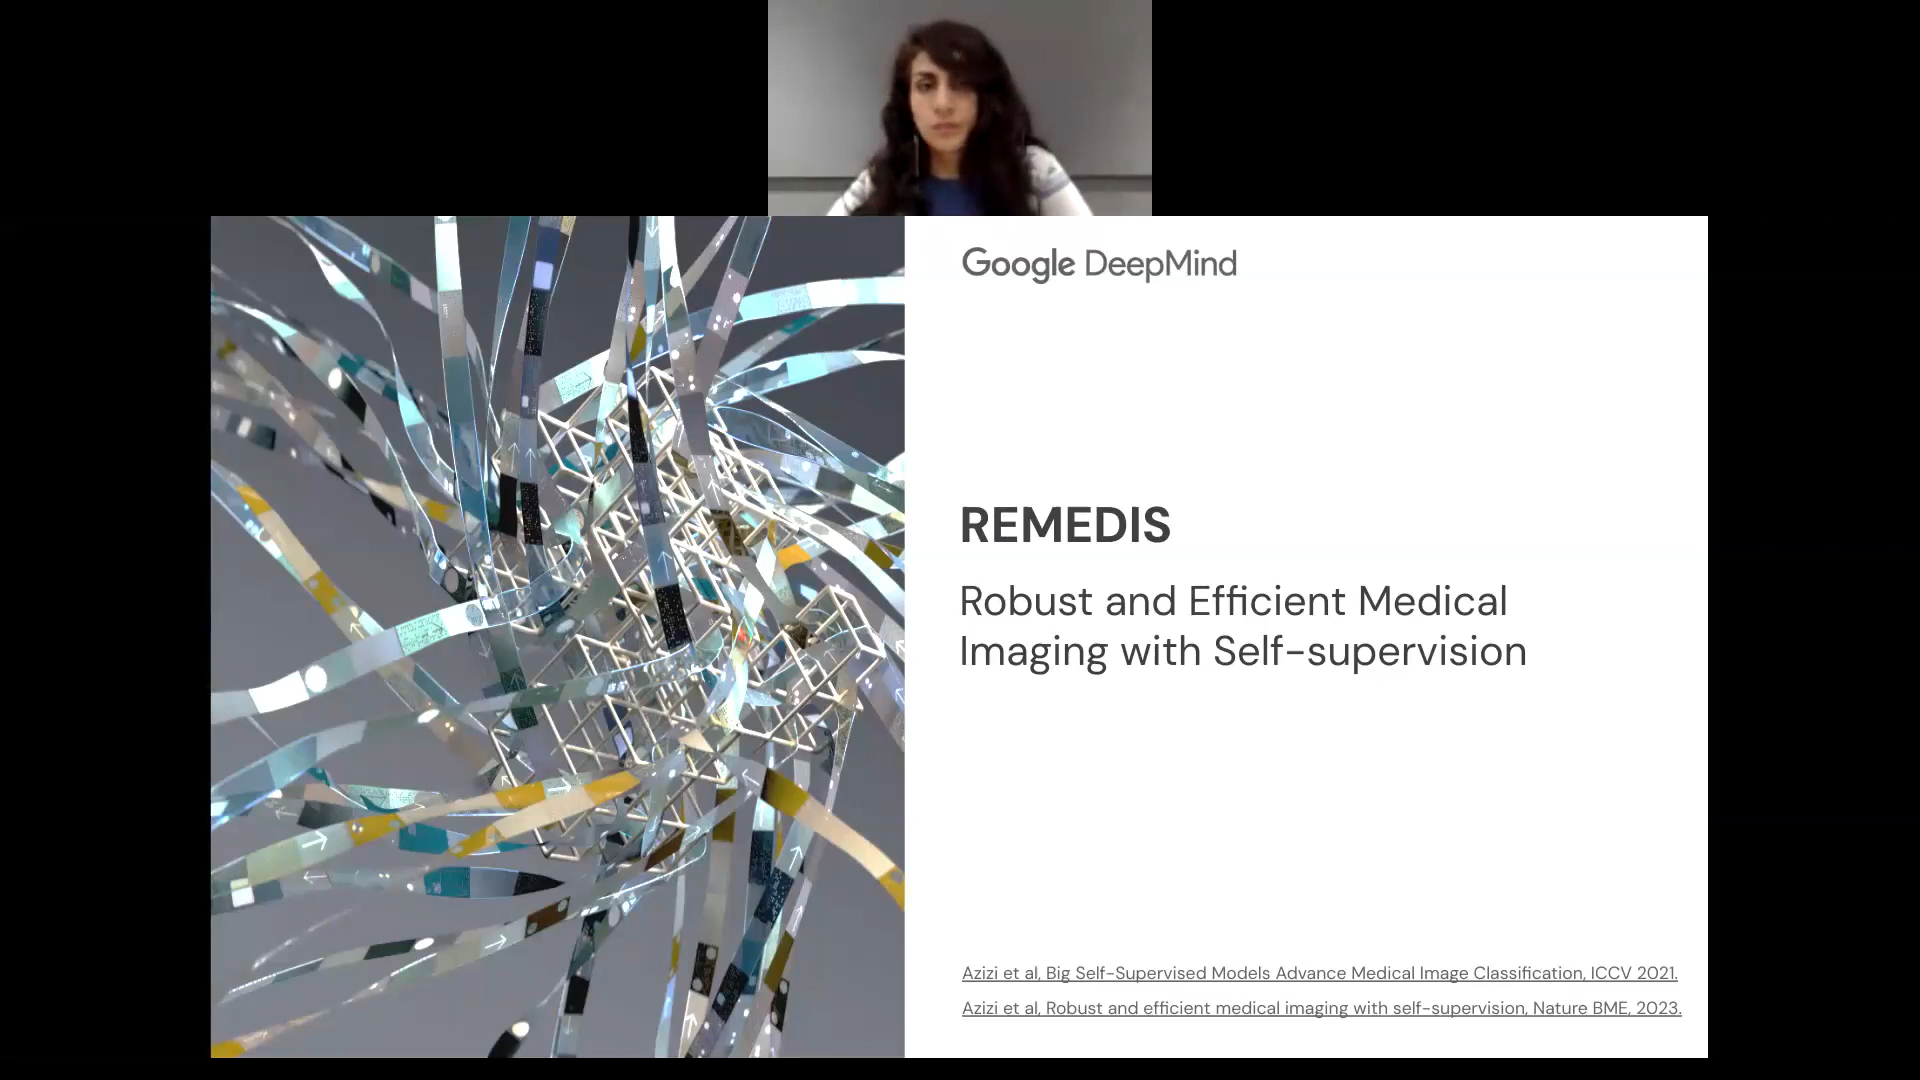 Google DeepMind
REMEDIS
Robust and Efficient Medical
Imaging with Self-supervision
Azizi et al, Big Self-Supervised Models Advance Medical Image Classification, ICCV 2021.
Azizi et al, Robust and efficient medical imaging with self-supervision, Nature BME, 2023.